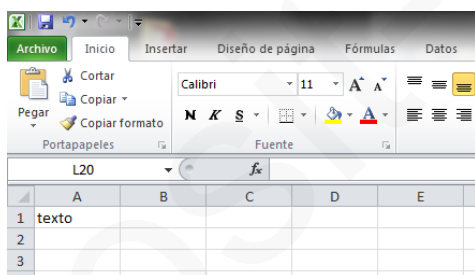 Archivo Inicio Insertar Diseño de página Fórmulas Datos
Cortar
Copiar
Copiar formato
Pegar
Calibri 11 A A
N K S A
Portapapeles Fuente
L20 fx
A B C D E
1 texto
2
3